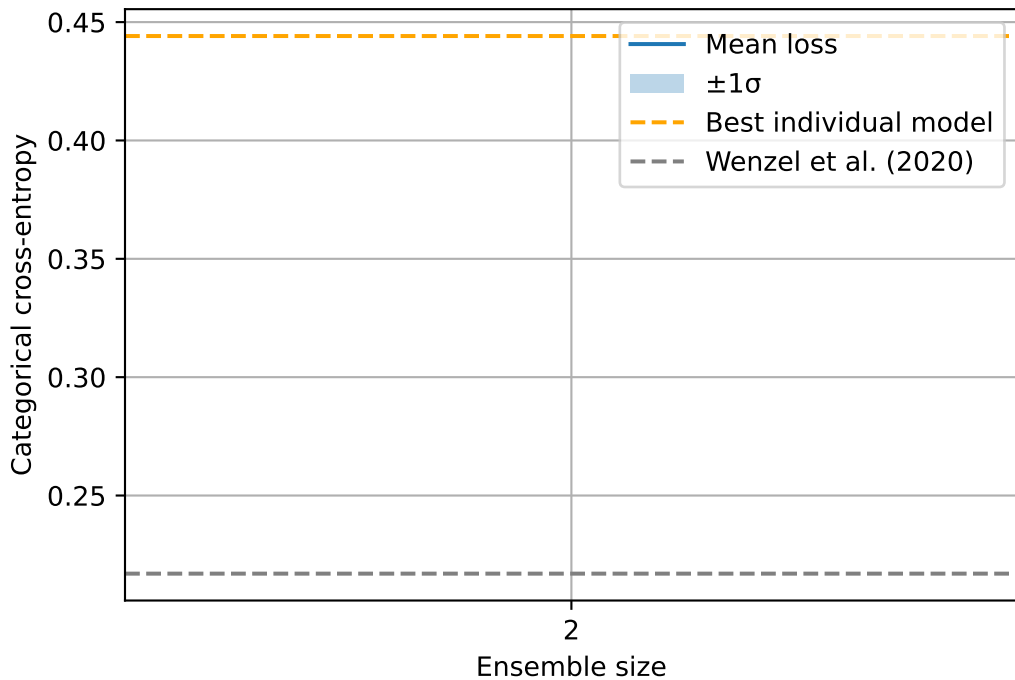 0.45
0.40
0.35
0.30
0.25
Categorical cross-entropy
Mean loss
±1σ
Best individual model
Wenzel et al. (2020)
2
Ensemble size